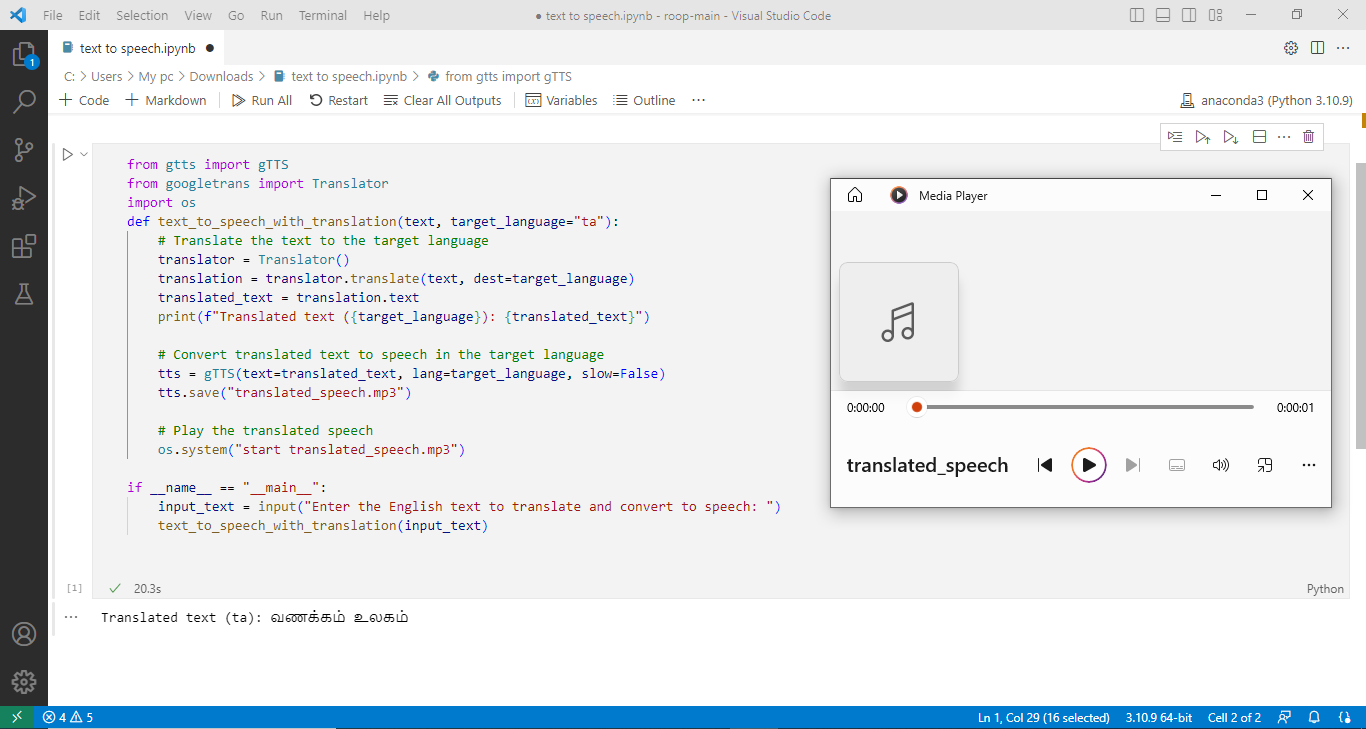 File Edit Selection View Go Run Terminal Help
● text to speech.ipynb - roop-main - Visual Studio Code
text to speech.ipynb ●
C: > Users > My pc > Downloads > text to speech.ipynb > from gtts import gTTS
+ Code + Markdown Run All Restart Clear All Outputs Variables Outline ...
anaconda3 (Python 3.10.9)
1
from gtts import gTTS
from googletrans import Translator
import os
def text_to_speech_with_translation(text, target_language="ta"):
    # Translate the text to the target language
    translator = Translator()
    translation = translator.translate(text, dest=target_language)
    translated_text = translation.text
    print(f"Translated text ({target_language}): {translated_text}")
    # Convert translated text to speech in the target language
    tts = gTTS(text=translated_text, lang=target_language, slow=False)
    tts.save("translated_speech.mp3")
    # Play the translated speech
    os.system("start translated_speech.mp3")
if __name__ == "__main__":
    input_text = input("Enter the English text to translate and convert to speech: ")
    text_to_speech_with_translation(input_text)
[1] 20.3s
Python
Translated text (ta): வணக்கம் உலகம்
Media Player
0:00:00 0:00:01
translated_speech
4 5
Ln 1, Col 29 (16 selected) 3.10.9 64-bit Cell 2 of 2